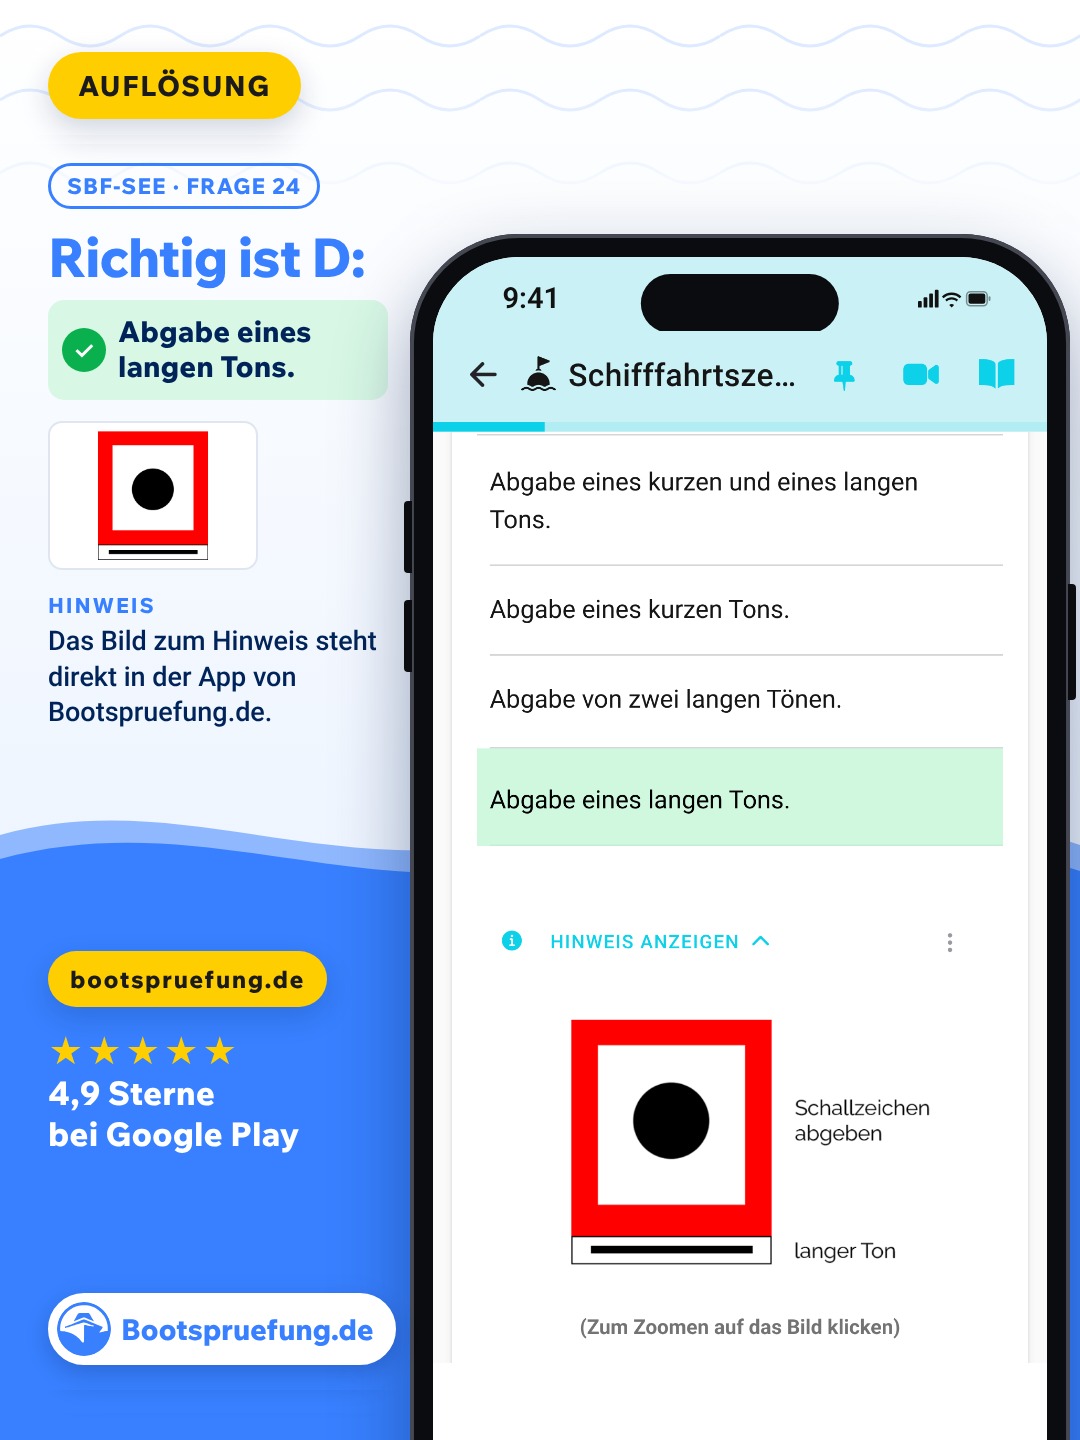 AUFLÖSUNG
SBF-SEE · FRAGE 24
Richtig ist D:
Abgabe eines
langen Tons.
HINWEIS
Das Bild zum Hinweis steht
direkt in der App von
Bootspruefung.de.
bootspruefung.de
★★★★★
4,9 Sterne
bei Google Play
Bootspruefung.de
9:41
Schifffahrtsze...
Abgabe eines kurzen und eines langen
Tons.
Abgabe eines kurzen Tons.
Abgabe von zwei langen Tönen.
Abgabe eines langen Tons.
HINWEIS ANZEIGEN
Schallzeichen
abgeben
langer Ton
(Zum Zoomen auf das Bild klicken)